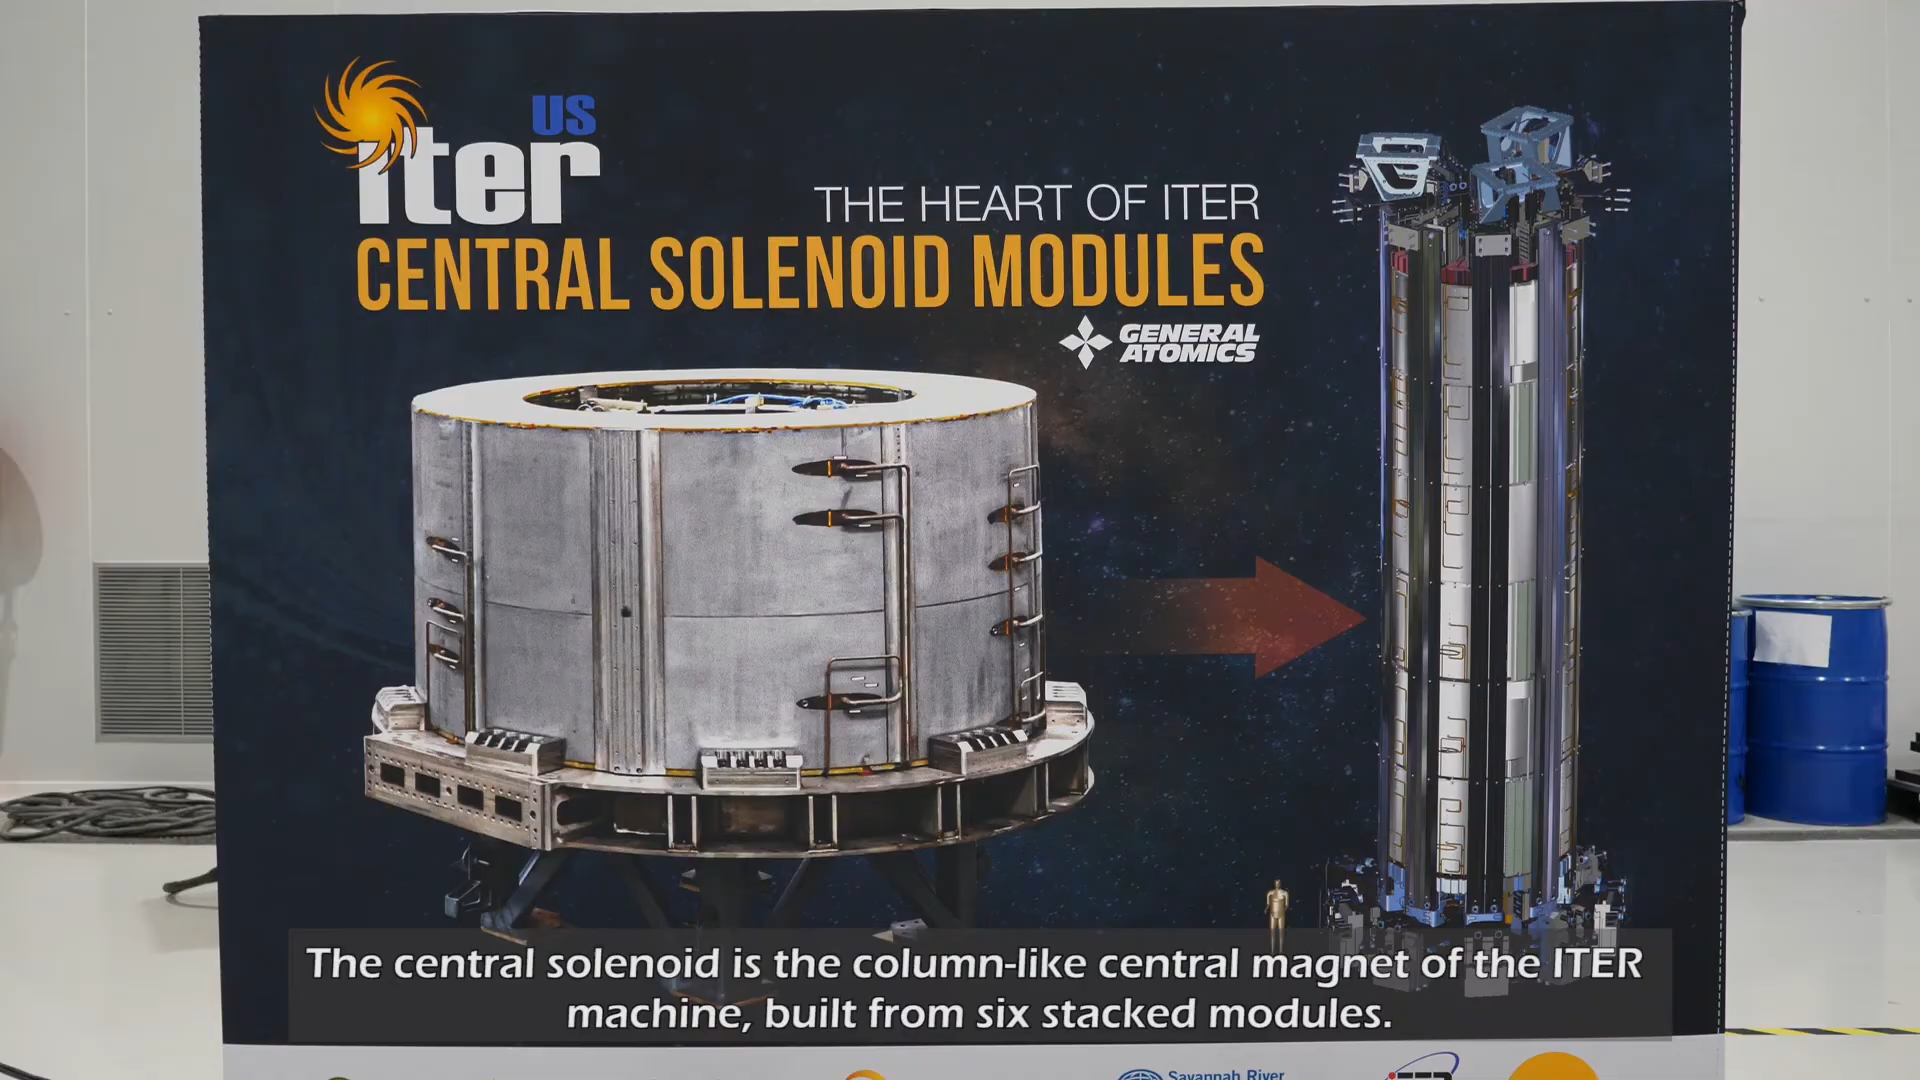 US
iter
THE HEART OF ITER
CENTRAL SOLENOID MODULES
GENERAL
ATOMICS
The central solenoid is the column-like central magnet of the ITER
machine, built from six stacked modules.
Savannah River